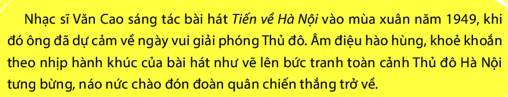 Nhạc sĩ Văn Cao sáng tác bài hát Tiến về Hà Nội vào mùa xuân năm 1949, khi
đó ông đã dự cảm về ngày vui giải phóng Thủ đô. Âm điệu hào hùng, khoẻ khoắn
theo nhịp hành khúc của bài hát như vẽ lên bức tranh toàn cảnh Thủ đô Hà Nội
tưng bừng, náo nức chào đón đoàn quân chiến thắng trở về.